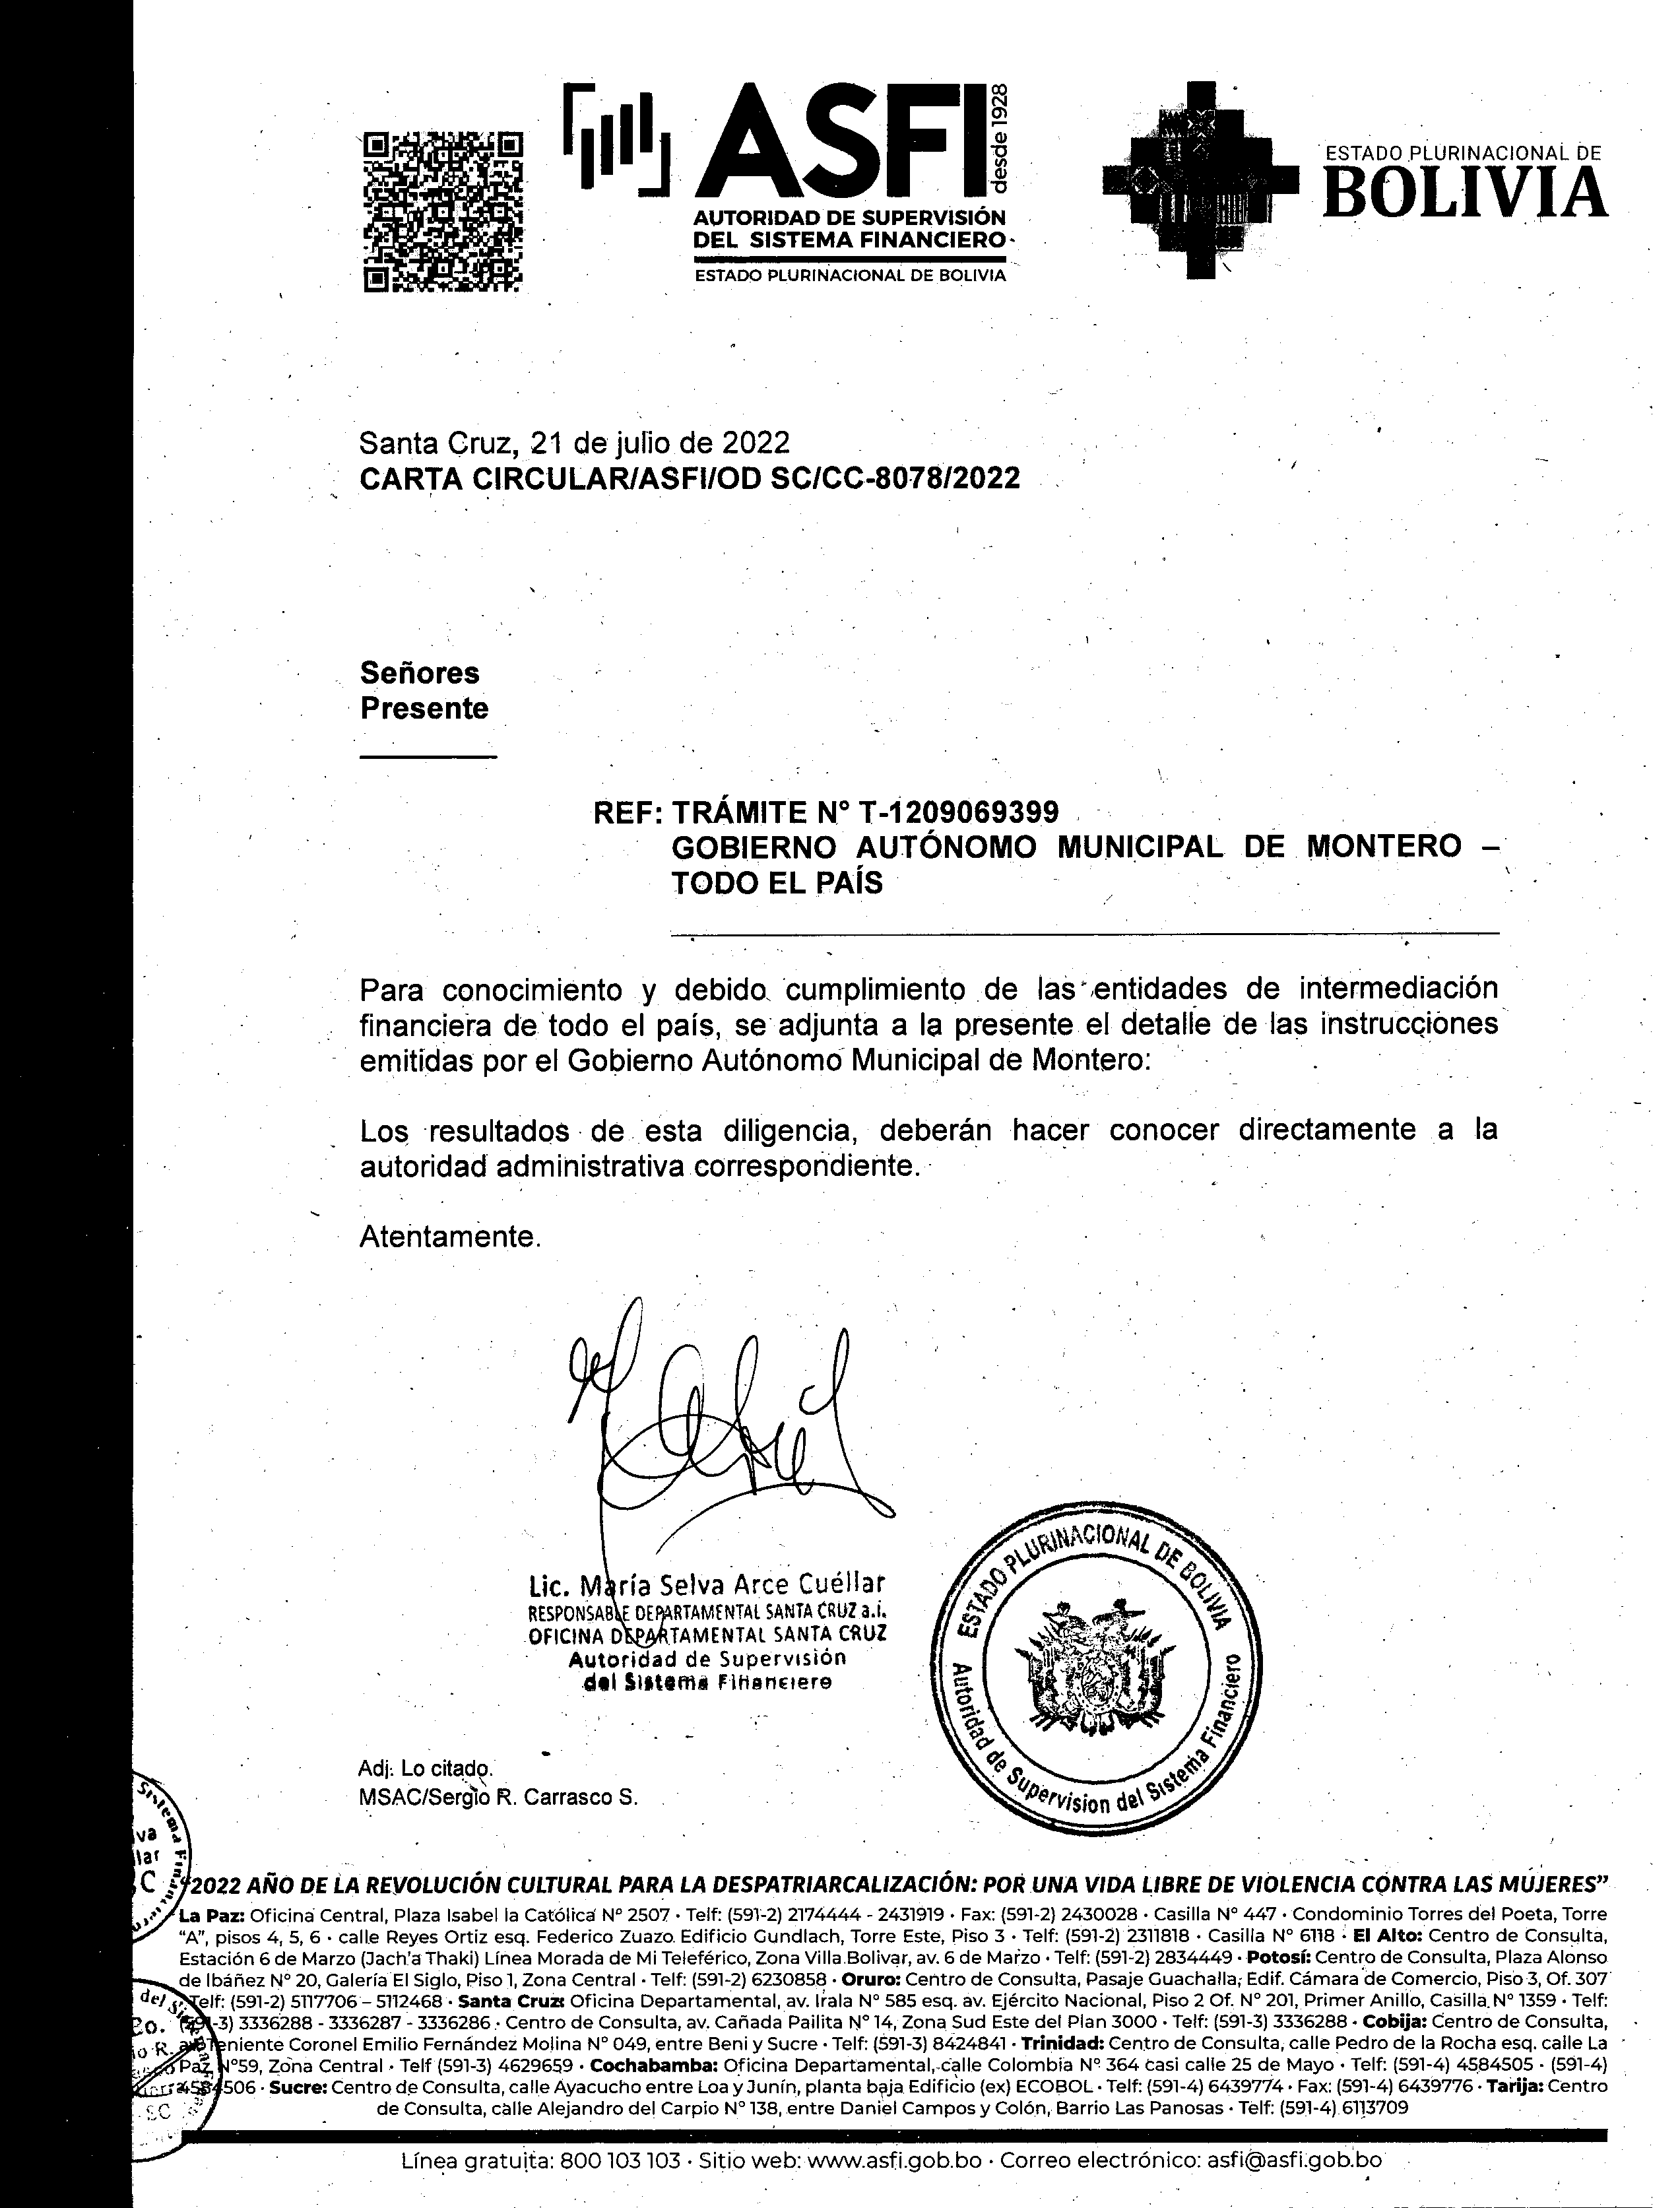 ASFI
desde 1928
AUTORIDAD DE SUPERVISIÓN
DEL SISTEMA FINANCIERO
ESTADO PLURINACIONAL DE BOLIVIA
ESTADO PLURINACIONAL DE
BOLIVIA
Santa Cruz, 21 de julio de 2022
CARTA CIRCULAR/ASFI/OD SC/CC-8078/2022
Señores
Presente
REF: TRÁMITE N° T-1209069399
GOBIERNO AUTÓNOMO MUNICIPAL DE MONTERO –
TODO EL PAÍS
Para conocimiento y debido cumplimiento de las entidades de intermediación
financiera de todo el país, se adjunta a la presente el detalle de las instrucciones
emitidas por el Gobierno Autónomo Municipal de Montero:
Los resultados de esta diligencia, deberán hacer conocer directamente a la
autoridad administrativa correspondiente.
Atentamente.
Lic. María Selva Arce Cuéllar
RESPONSABLE DEPARTAMENTAL SANTA CRUZ a.i.
OFICINA DEPARTAMENTAL SANTA CRUZ
Autoridad de Supervisión
del Sistema Financiero
ESTADO PLURINACIONAL DE BOLIVIA
Autoridad de Supervision del Sistema Financiero
Adj: Lo citado.
MSAC/Sergio R. Carrasco S.
"2022 AÑO DE LA REVOLUCIÓN CULTURAL PARA LA DESPATRIARCALIZACIÓN: POR UNA VIDA LIBRE DE VIOLENCIA CONTRA LAS MUJERES"
La Paz: Oficina Central, Plaza Isabel la Católica N° 2507 · Telf: (591-2) 2174444 - 2431919 · Fax: (591-2) 2430028 · Casilla N° 447 · Condominio Torres del Poeta, Torre
"A", pisos 4, 5, 6 · calle Reyes Ortiz esq. Federico Zuazo. Edificio Gundlach, Torre Este, Piso 3 · Telf: (591-2) 2311818 · Casilla N° 6118 · El Alto: Centro de Consulta,
Estación 6 de Marzo (Jach'a Thaki) Línea Morada de Mi Teleférico, Zona Villa Bolivar, av. 6 de Marzo · Telf: (591-2) 2834449 · Potosí: Centro de Consulta, Plaza Alonso
de Ibáñez N° 20, Galería El Siglo, Piso 1, Zona Central · Telf: (591-2) 6230858 · Oruro: Centro de Consulta, Pasaje Guachalla, Edif. Cámara de Comercio, Piso 3, Of. 307
Telf: (591-2) 5117706 – 5112468 · Santa Cruz: Oficina Departamental, av. Irala N° 585 esq. av. Ejército Nacional, Piso 2 Of. N° 201, Primer Anillo, Casilla N° 1359 · Telf:
(591-3) 3336288 - 3336287 - 3336286 · Centro de Consulta, av. Cañada Pailita N° 14, Zona Sud Este del Plan 3000 · Telf: (591-3) 3336288 · Cobija: Centro de Consulta,
Teniente Coronel Emilio Fernández Molina N° 049, entre Beni y Sucre · Telf: (591-3) 8424841 · Trinidad: Centro de Consulta, calle Pedro de la Rocha esq. calle La
Paz N°59, Zona Central · Telf (591-3) 4629659 · Cochabamba: Oficina Departamental, calle Colombia N° 364 casi calle 25 de Mayo · Telf: (591-4) 4584505 · (591-4)
4584506 · Sucre: Centro de Consulta, calle Ayacucho entre Loa y Junín, planta baja Edificio (ex) ECOBOL · Telf: (591-4) 6439774 · Fax: (591-4) 6439776 · Tarija: Centro
de Consulta, calle Alejandro del Carpio N° 138, entre Daniel Campos y Colón, Barrio Las Panosas · Telf: (591-4) 6113709
Línea gratuita: 800 103 103 · Sitio web: www.asfi.gob.bo · Correo electrónico: asfi@asfi.gob.bo